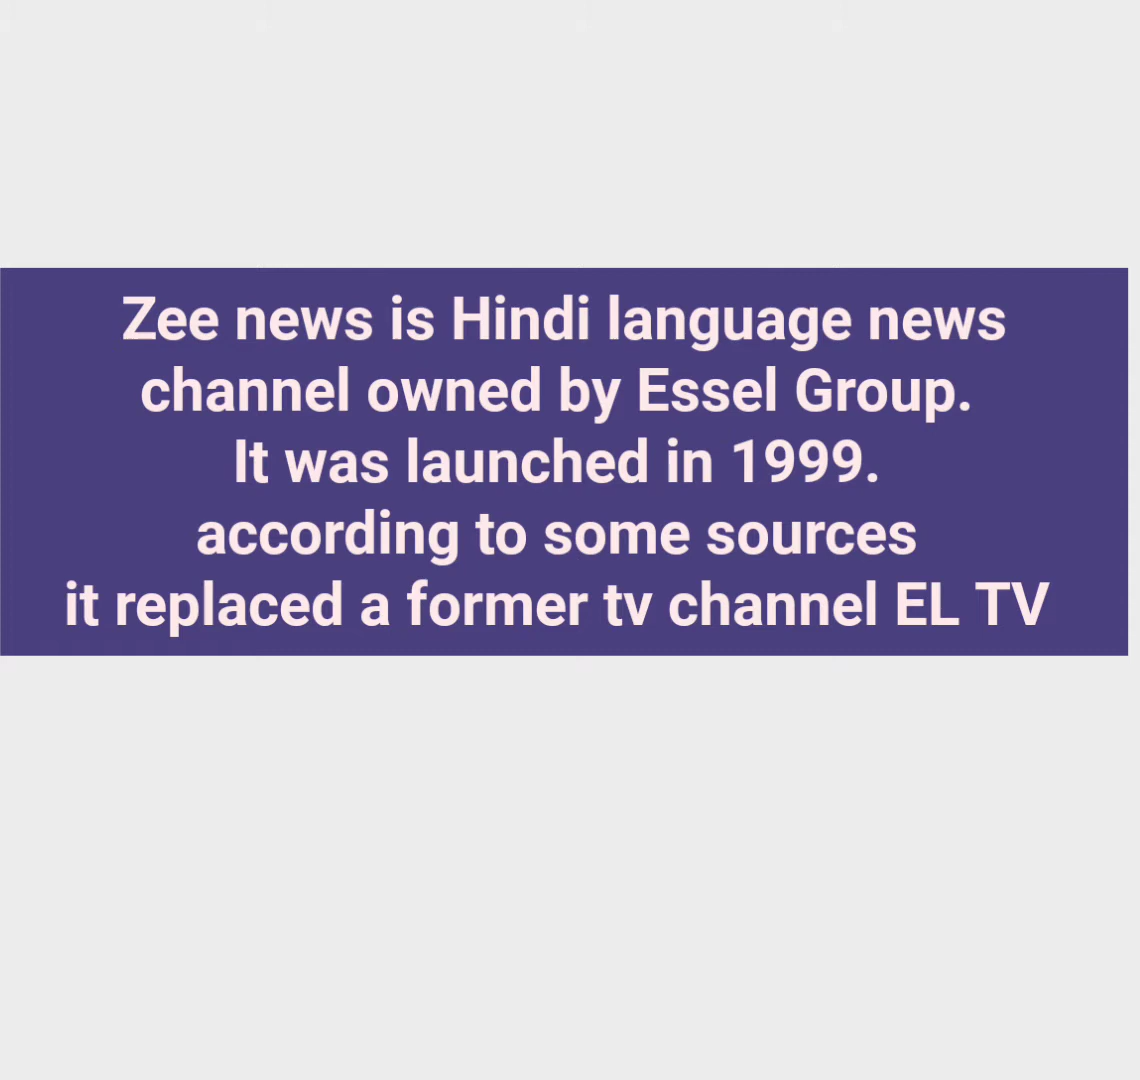 Zee news is Hindi language news
channel owned by Essel Group.
It was launched in 1999.
according to some sources
it replaced a former tv channel EL TV